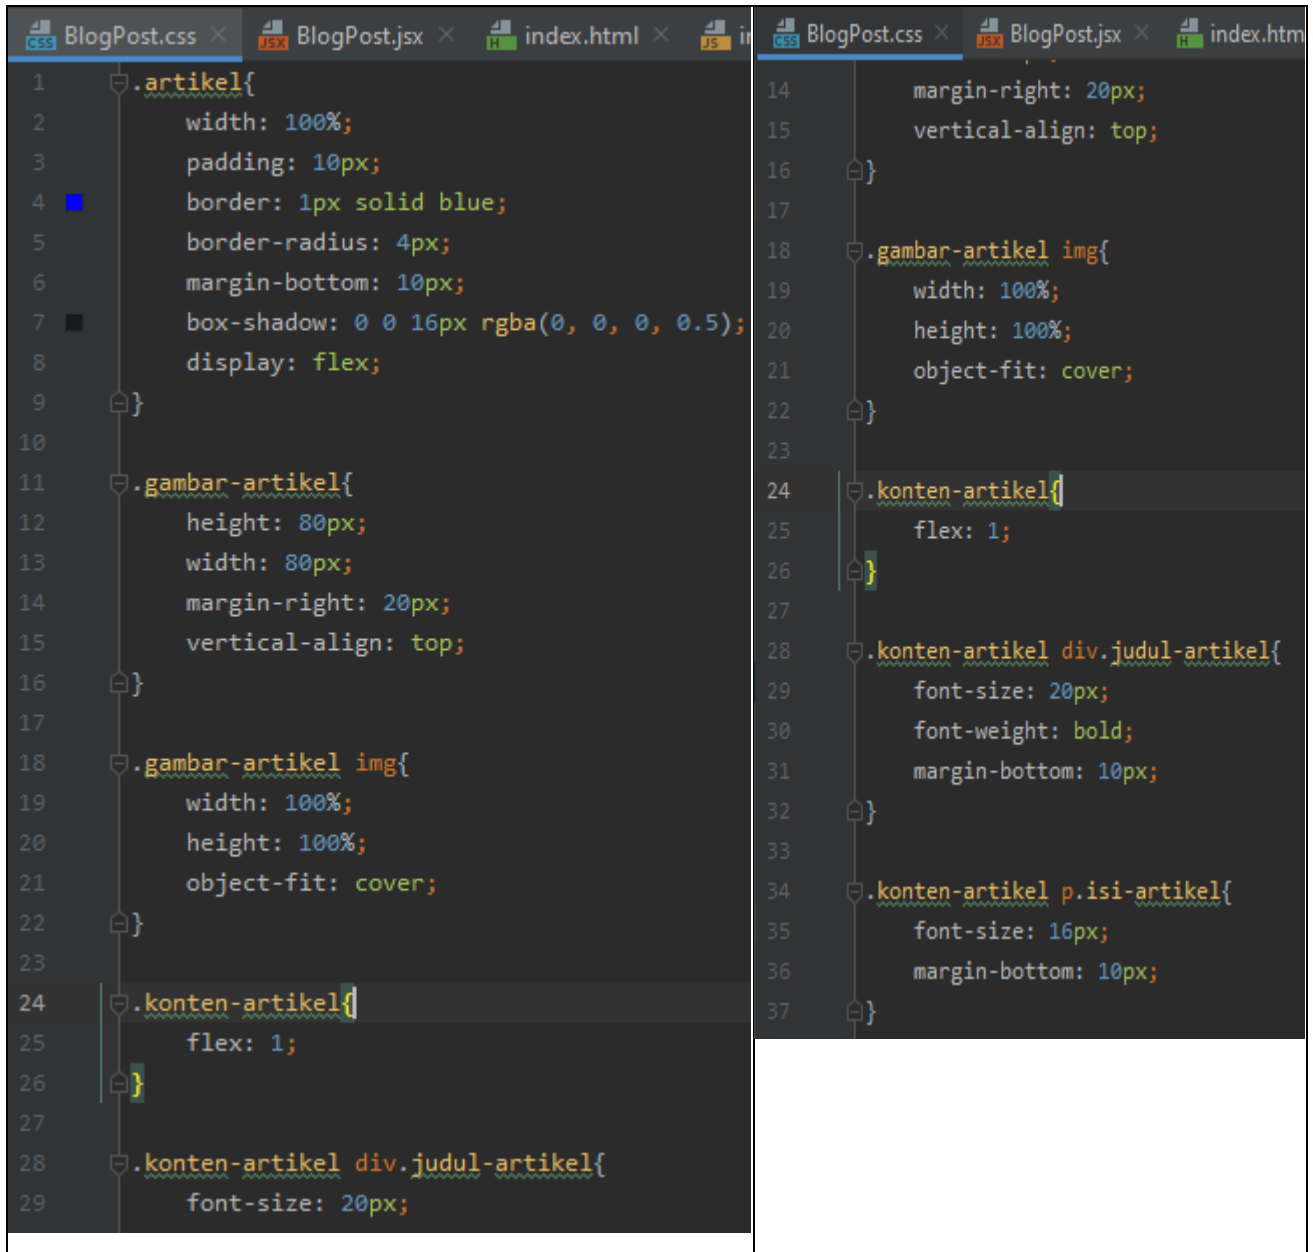 BlogPost.css × BlogPost.jsx × index.html ×
1 .artikel{
2 width: 100%;
3 padding: 10px;
4 border: 1px solid blue;
5 border-radius: 4px;
6 margin-bottom: 10px;
7 box-shadow: 0 0 16px rgba(0, 0, 0, 0.5);
8 display: flex;
9 }
10
11 .gambar-artikel{
12 height: 80px;
13 width: 80px;
14 margin-right: 20px;
15 vertical-align: top;
16 }
17
18 .gambar-artikel img{
19 width: 100%;
20 height: 100%;
21 object-fit: cover;
22 }
23
24 .konten-artikel{
25 flex: 1;
26 }
27
28 .konten-artikel div.judul-artikel{
29 font-size: 20px;
BlogPost.css × BlogPost.jsx × index.htm
14 margin-right: 20px;
15 vertical-align: top;
16 }
17
18 .gambar-artikel img{
19 width: 100%;
20 height: 100%;
21 object-fit: cover;
22 }
23
24 .konten-artikel{
25 flex: 1;
26 }
27
28 .konten-artikel div.judul-artikel{
29 font-size: 20px;
30 font-weight: bold;
31 margin-bottom: 10px;
32 }
33
34 .konten-artikel p.isi-artikel{
35 font-size: 16px;
36 margin-bottom: 10px;
37 }